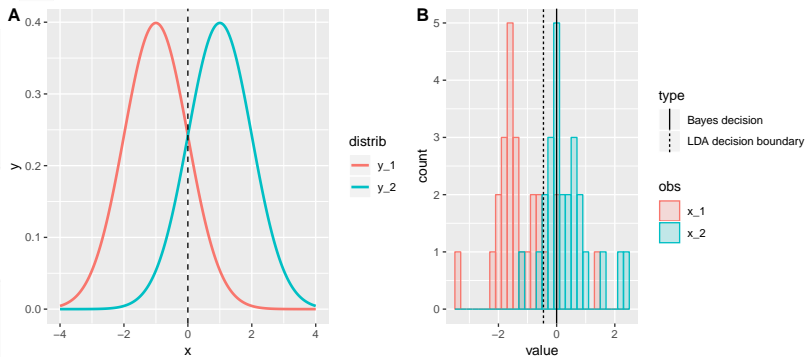 A
0.4
0.3
0.2
0.1
0.0
y
−4
−2
0
2
4
x
distrib
y_1
y_2
B
5
4
3
2
1
0
count
−2
0
2
value
type
Bayes decision
LDA decision boundary
obs
x_1
x_2